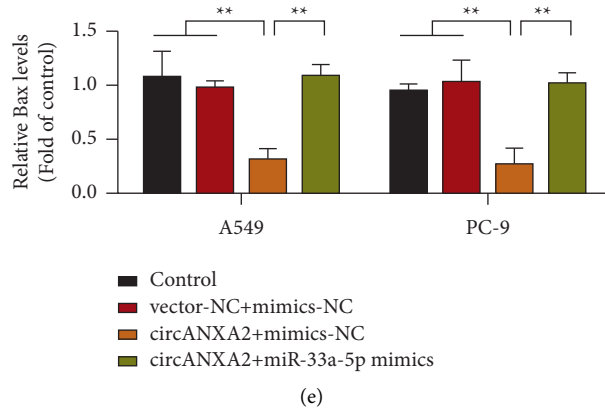 ** ** ** **
1.5
1.0
0.5
0.0
Relative Bax levels
(Fold of control)
A549 PC-9
Control
vector-NC+mimics-NC
circANXA2+mimics-NC
circANXA2+miR-33a-5p mimics
(e)